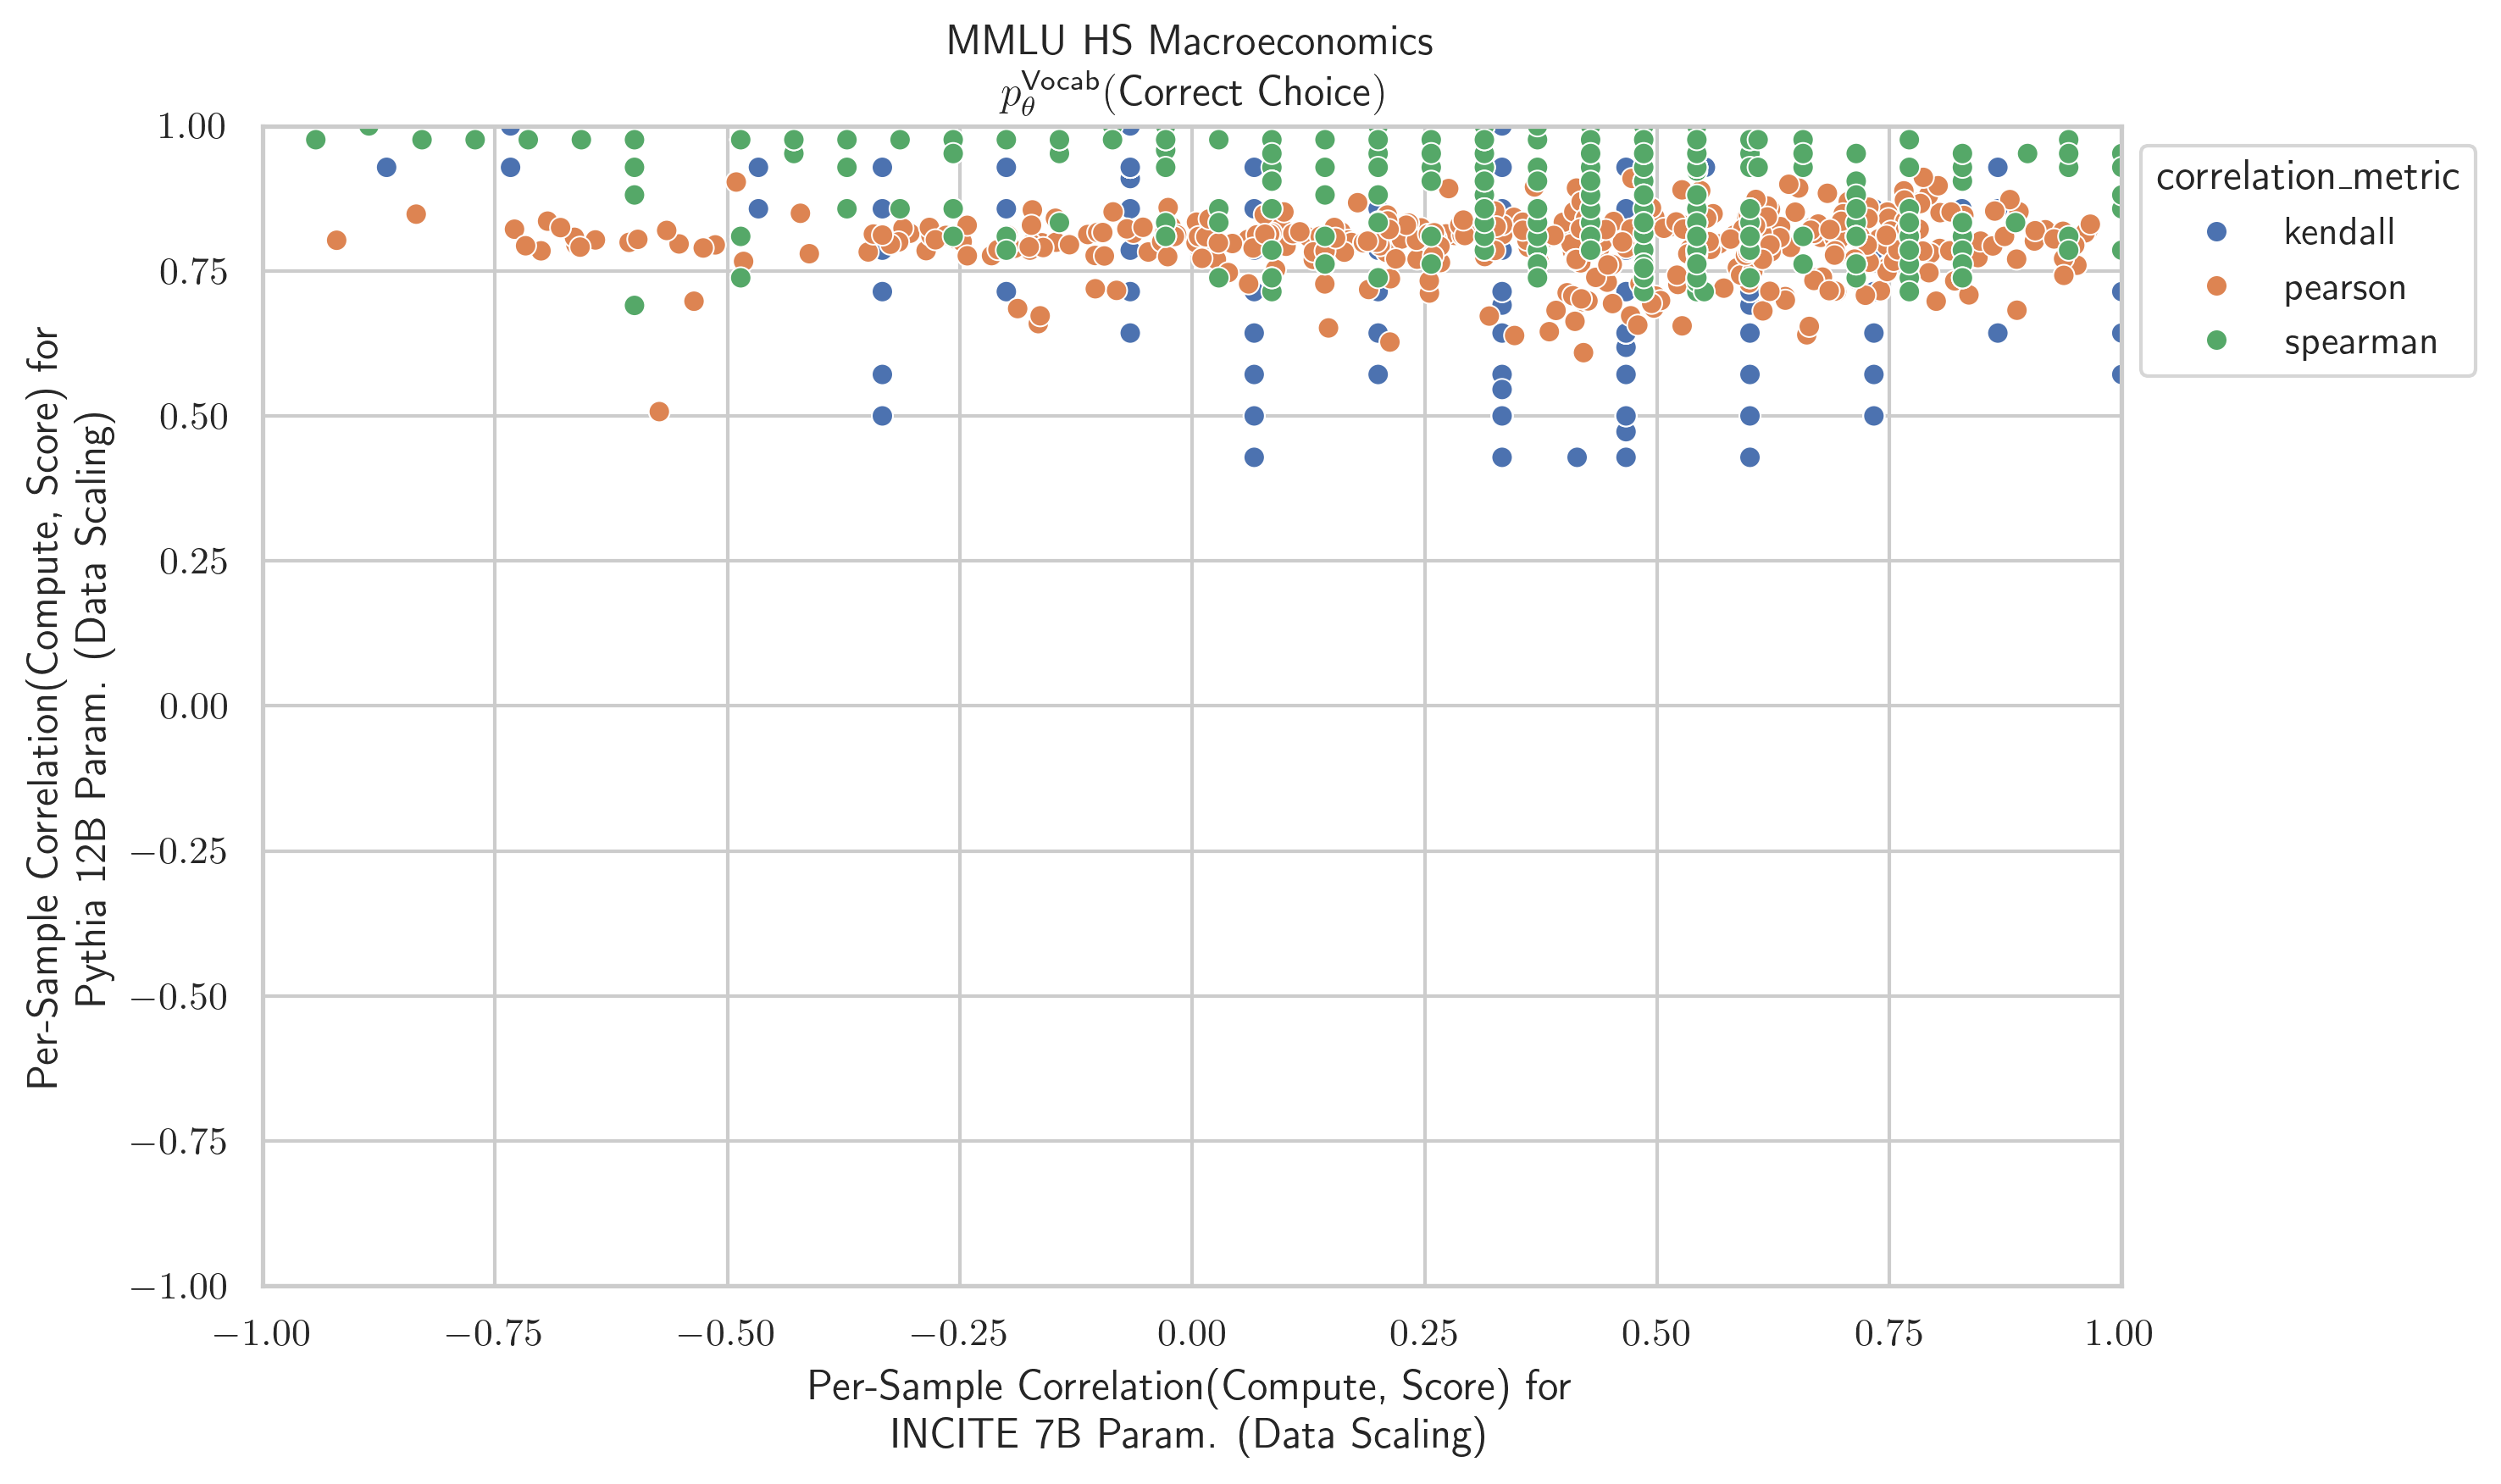 MMLU HS Macroeconomics
p_θ^Vocab(Correct Choice)
Per-Sample Correlation(Compute, Score) for
Pythia 12B Param. (Data Scaling)
1.00
0.75
0.50
0.25
0.00
−0.25
−0.50
−0.75
−1.00
−1.00 −0.75 −0.50 −0.25 0.00 0.25 0.50 0.75 1.00
Per-Sample Correlation(Compute, Score) for
INCITE 7B Param. (Data Scaling)
correlation_metric
kendall
pearson
spearman